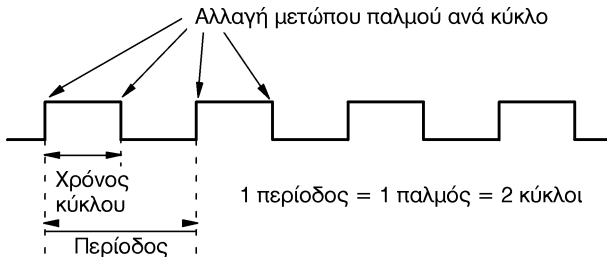 Αλλαγή μετώπου παλμού ανά κύκλο
Χρόνος
κύκλου
1 περίοδος = 1 παλμός = 2 κύκλοι
Περίοδος